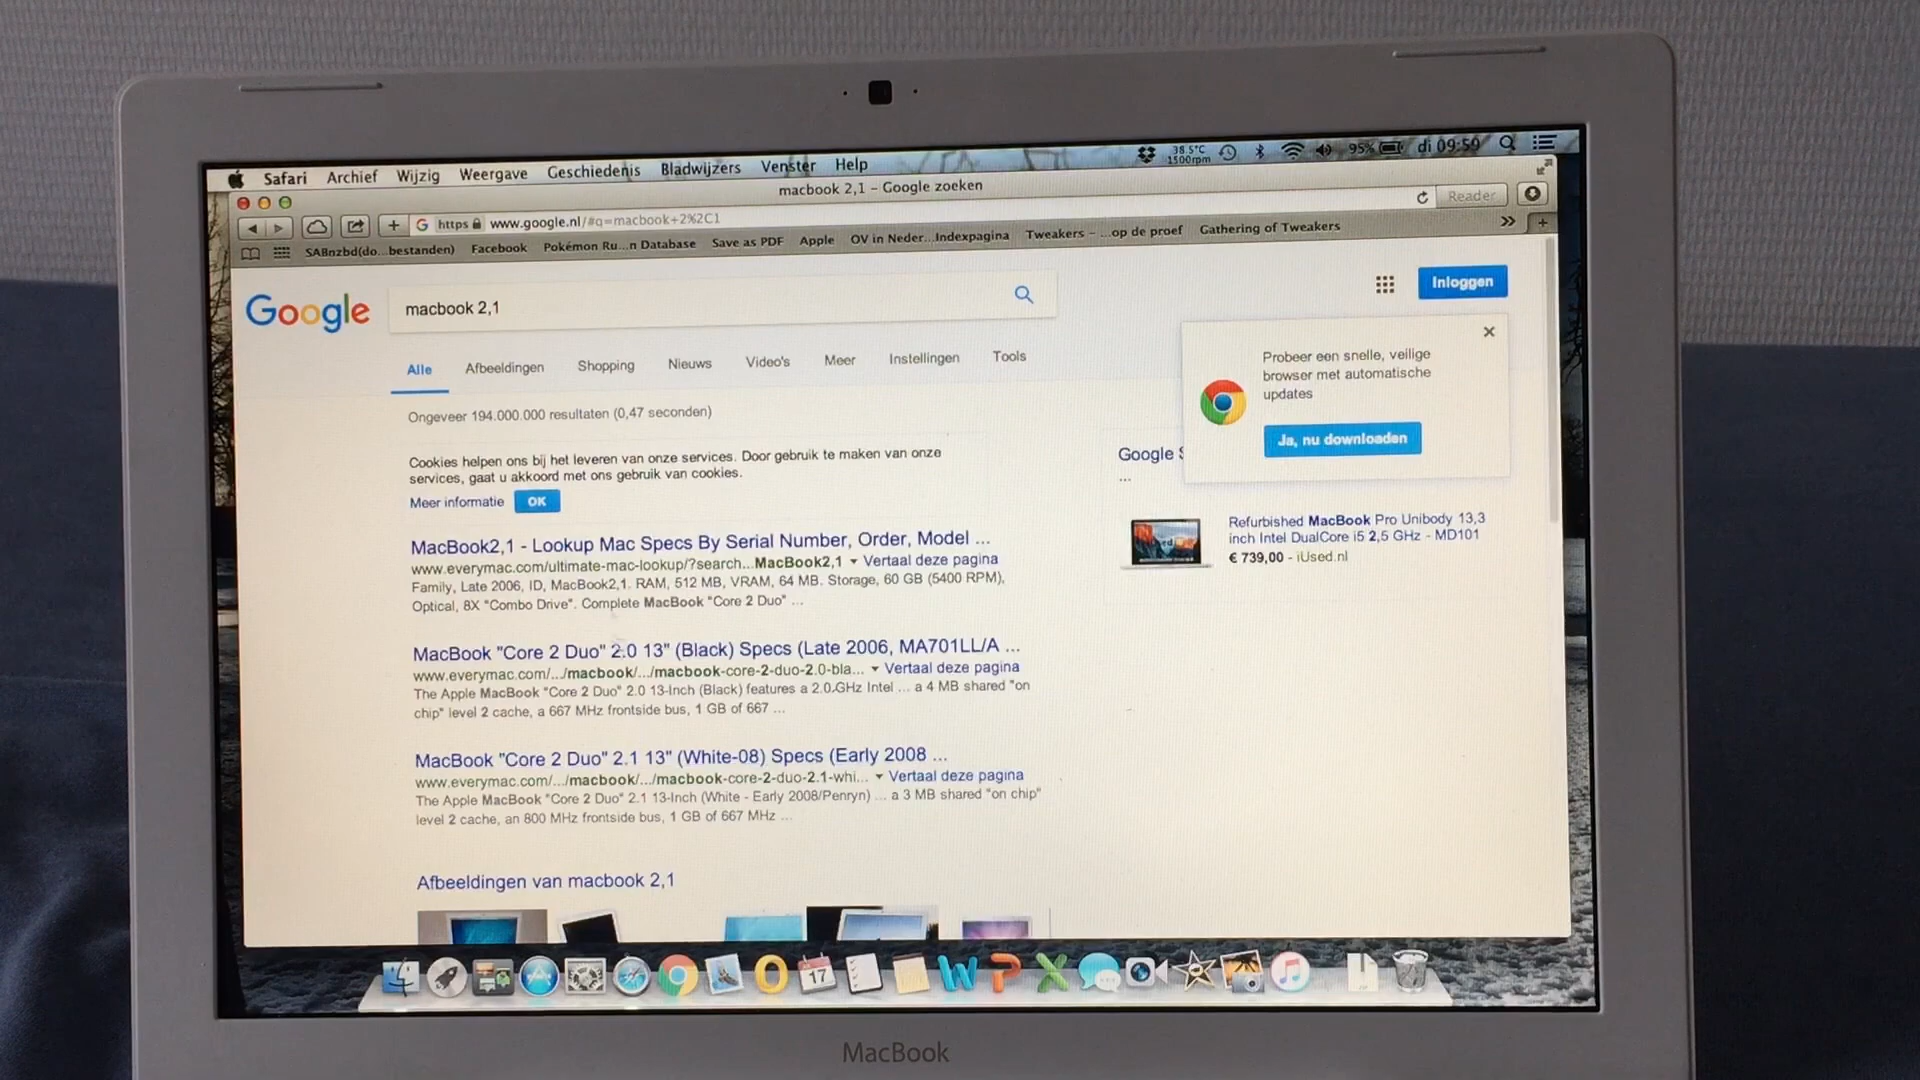 Safari Archief Wijzig Weergave Geschiedenis Bladwijzers Venster Help 38.5°C 1500rpm 95% di 09:59
macbook 2,1 – Google zoeken
https www.google.nl/#q=macbook+2%2C1 Reader
SABnzbd(do...bestanden) Facebook Pokémon Ru...n Database Save as PDF Apple OV in Neder...Indexpagina Tweakers – ...op de proef Gathering of Tweakers
Google macbook 2,1 Inloggen
Alle Afbeeldingen Shopping Nieuws Video's Meer Instellingen Tools
Probeer een snelle, veilige
browser met automatische
updates
Ja, nu downloaden
Ongeveer 194.000.000 resultaten (0,47 seconden)
Cookies helpen ons bij het leveren van onze services. Door gebruik te maken van onze
services, gaat u akkoord met ons gebruik van cookies.
Meer informatie OK
Google S
...
Refurbished MacBook Pro Unibody 13,3
inch Intel DualCore i5 2,5 GHz - MD101
€ 739,00 - iUsed.nl
MacBook2,1 - Lookup Mac Specs By Serial Number, Order, Model ...
www.everymac.com/ultimate-mac-lookup/?search...MacBook2,1 Vertaal deze pagina
Family, Late 2006, ID, MacBook2,1. RAM, 512 MB, VRAM, 64 MB. Storage, 60 GB (5400 RPM),
Optical, 8X "Combo Drive". Complete MacBook "Core 2 Duo" ...
MacBook "Core 2 Duo" 2.0 13" (Black) Specs (Late 2006, MA701LL/A ...
www.everymac.com/.../macbook/.../macbook-core-2-duo-2.0-bla... Vertaal deze pagina
The Apple MacBook "Core 2 Duo" 2.0 13-Inch (Black) features a 2.0 GHz Intel ... a 4 MB shared "on
chip" level 2 cache, a 667 MHz frontside bus, 1 GB of 667 ...
MacBook "Core 2 Duo" 2.1 13" (White-08) Specs (Early 2008 ...
www.everymac.com/.../macbook/.../macbook-core-2-duo-2.1-whi... Vertaal deze pagina
The Apple MacBook "Core 2 Duo" 2.1 13-Inch (White - Early 2008/Penryn) ... a 3 MB shared "on chip"
level 2 cache, an 800 MHz frontside bus, 1 GB of 667 MHz ...
Afbeeldingen van macbook 2,1
17
MacBook